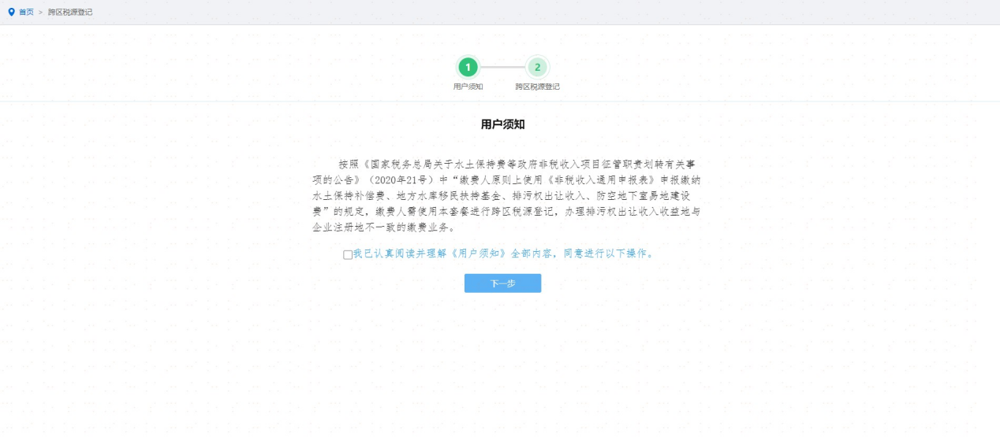 首页 > 跨区税源登记
1 2
用户须知 跨区税源登记
用户须知
按照《国家税务总局关于水土保持费等政府非税收入项目征管职责划转有关事
项的公告》（2020年21号）中“缴费人原则上使用《非税收入通用申报表》申报缴纳
水土保持补偿费、地方水库移民扶持基金、排污权出让收入、防空地下室易地建设
费”的规定，缴费人需使用本套餐进行跨区税源登记，办理排污权出让收入收益地与
企业注册地不一致的缴费业务。
我已认真阅读并理解《用户须知》全部内容，同意进行以下操作。
下一步